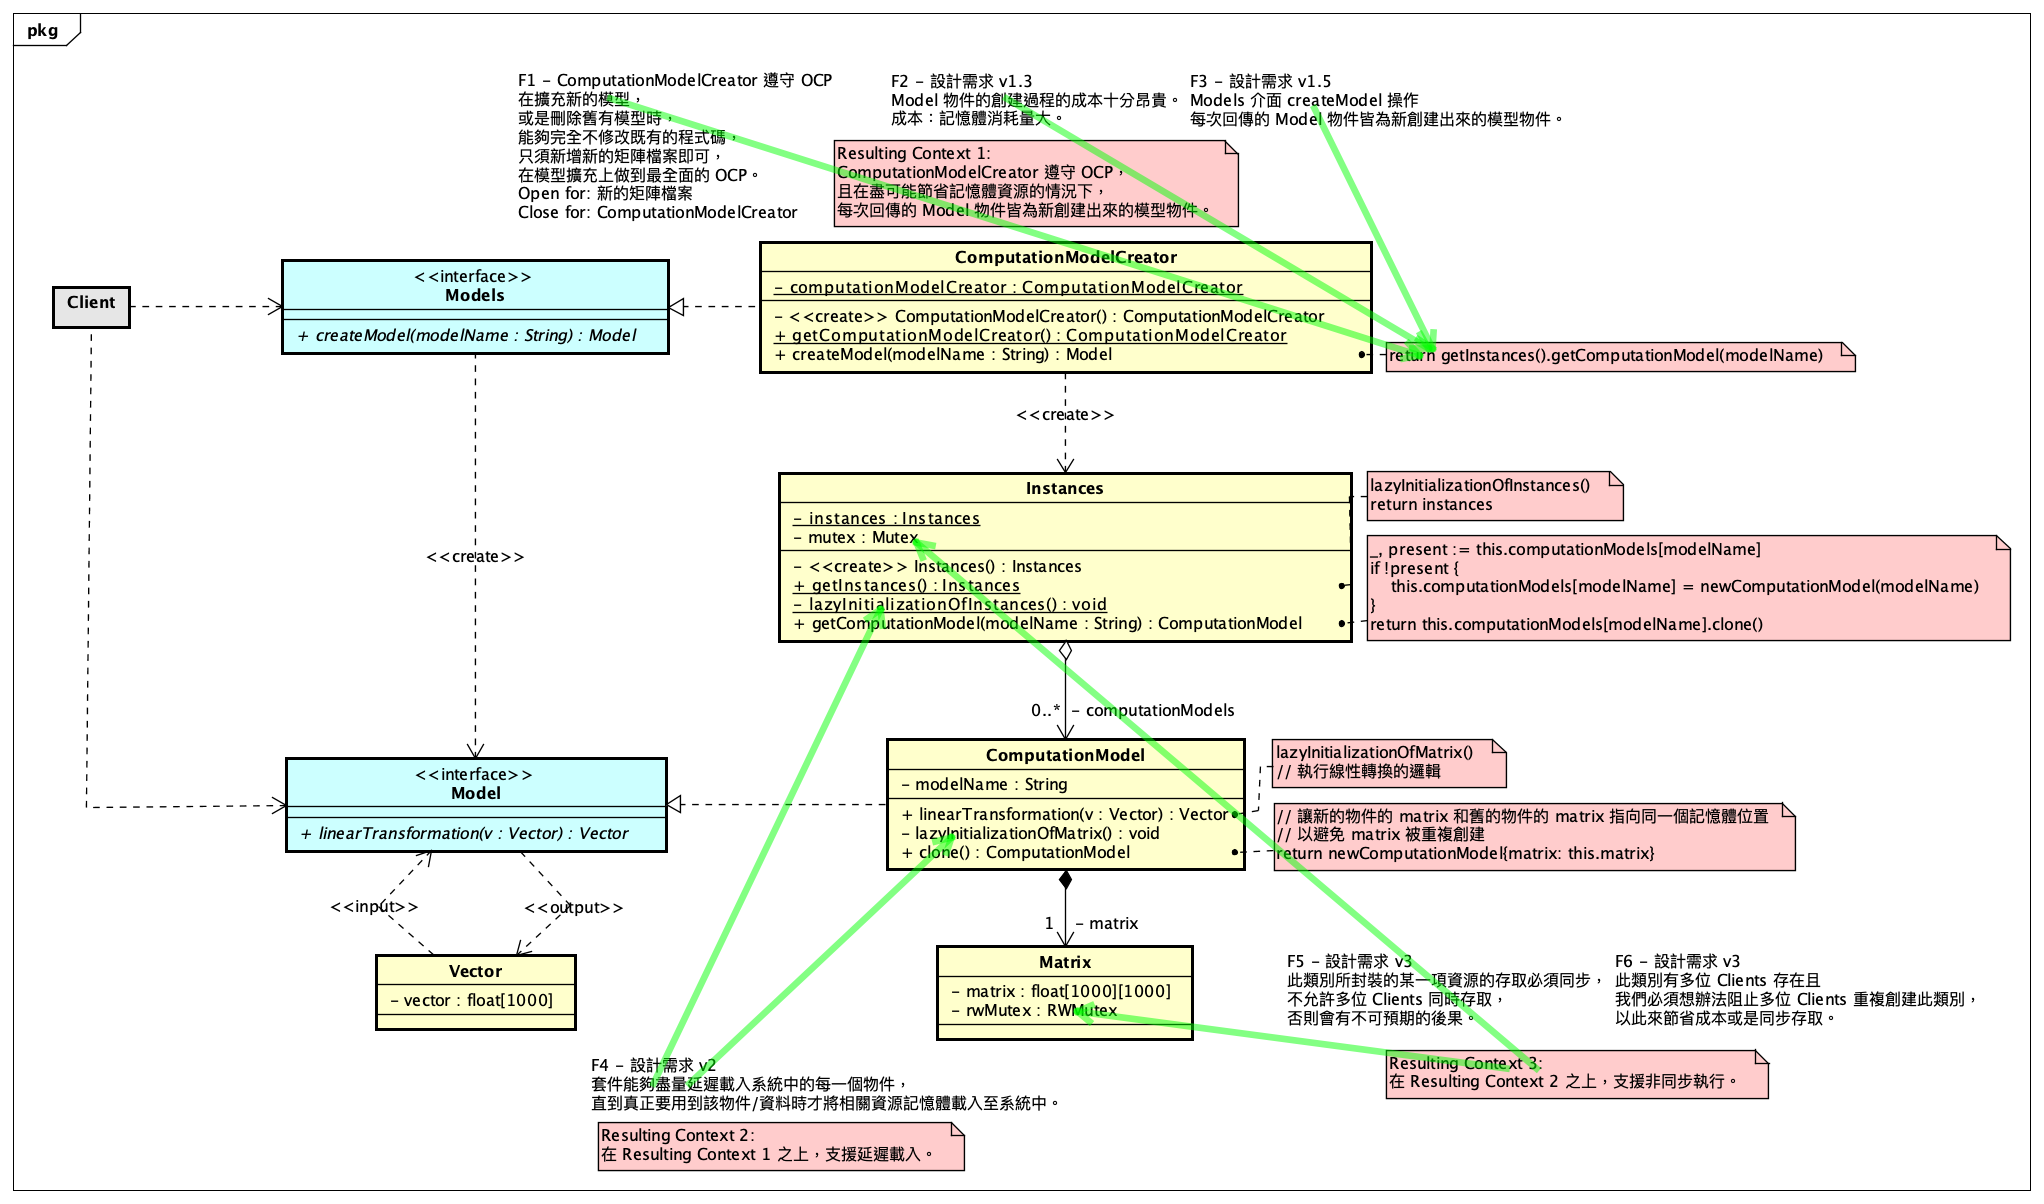 pkg
F1 – ComputationModelCreator 遵守 OCP
在擴充新的模型，
或是刪除舊有模型時，
能夠完全不修改既有的程式碼，
只須新增新的矩陣檔案即可，
在模型擴充上做到最全面的 OCP。
Open for: 新的矩陣檔案
Close for: ComputationModelCreator
F2 – 設計需求 v1.3
Model 物件的創建過程的成本十分昂貴。
成本：記憶體消耗量大。
F3 – 設計需求 v1.5
Models 介面 createModel 操作
每次回傳的 Model 物件皆為新創建出來的模型物件。
Resulting Context 1:
ComputationModelCreator 遵守 OCP，
且在盡可能節省記憶體資源的情況下，
每次回傳的 Model 物件皆為新創建出來的模型物件。
Client
<<interface>>
Models
+ createModel(modelName : String) : Model
ComputationModelCreator
– computationModelCreator : ComputationModelCreator
– <<create>> ComputationModelCreator() : ComputationModelCreator
+ getComputationModelCreator() : ComputationModelCreator
+ createModel(modelName : String) : Model
return getInstances().getComputationModel(modelName)
<<create>>
Instances
– instances : Instances
– mutex : Mutex
– <<create>> Instances() : Instances
+ getInstances() : Instances
– lazyInitializationOfInstances() : void
+ getComputationModel(modelName : String) : ComputationModel
lazyInitializationOfInstances()
return instances
_, present := this.computationModels[modelName]
if !present {
this.computationModels[modelName] = newComputationModel(modelName)
}
return this.computationModels[modelName].clone()
<<create>>
0..*
– computationModels
ComputationModel
– modelName : String
+ linearTransformation(v : Vector) : Vector
– lazyInitializationOfMatrix() : void
+ clone() : ComputationModel
lazyInitializationOfMatrix()
// 執行線性轉換的邏輯
// 讓新的物件的 matrix 和舊的物件的 matrix 指向同一個記憶體位置
// 以避免 matrix 被重複創建
return newComputationModel{matrix: this.matrix}
<<interface>>
Model
+ linearTransformation(v : Vector) : Vector
<<input>>
<<output>>
1
– matrix
Vector
– vector : float[1000]
Matrix
– matrix : float[1000][1000]
– rwMutex : RWMutex
F5 – 設計需求 v3
此類別所封裝的某一項資源的存取必須同步，
不允許多位 Clients 同時存取，
否則會有不可預期的後果。
F6 – 設計需求 v3
此類別有多位 Clients 存在且
我們必須想辦法阻止多位 Clients 重複創建此類別，
以此來節省成本或是同步存取。
F4 – 設計需求 v2
套件能夠盡量延遲載入系統中的每一個物件，
直到真正要用到該物件/資料時才將相關資源記憶體載入至系統中。
Resulting Context 3:
在 Resulting Context 2 之上，支援非同步執行。
Resulting Context 2:
在 Resulting Context 1 之上，支援延遲載入。